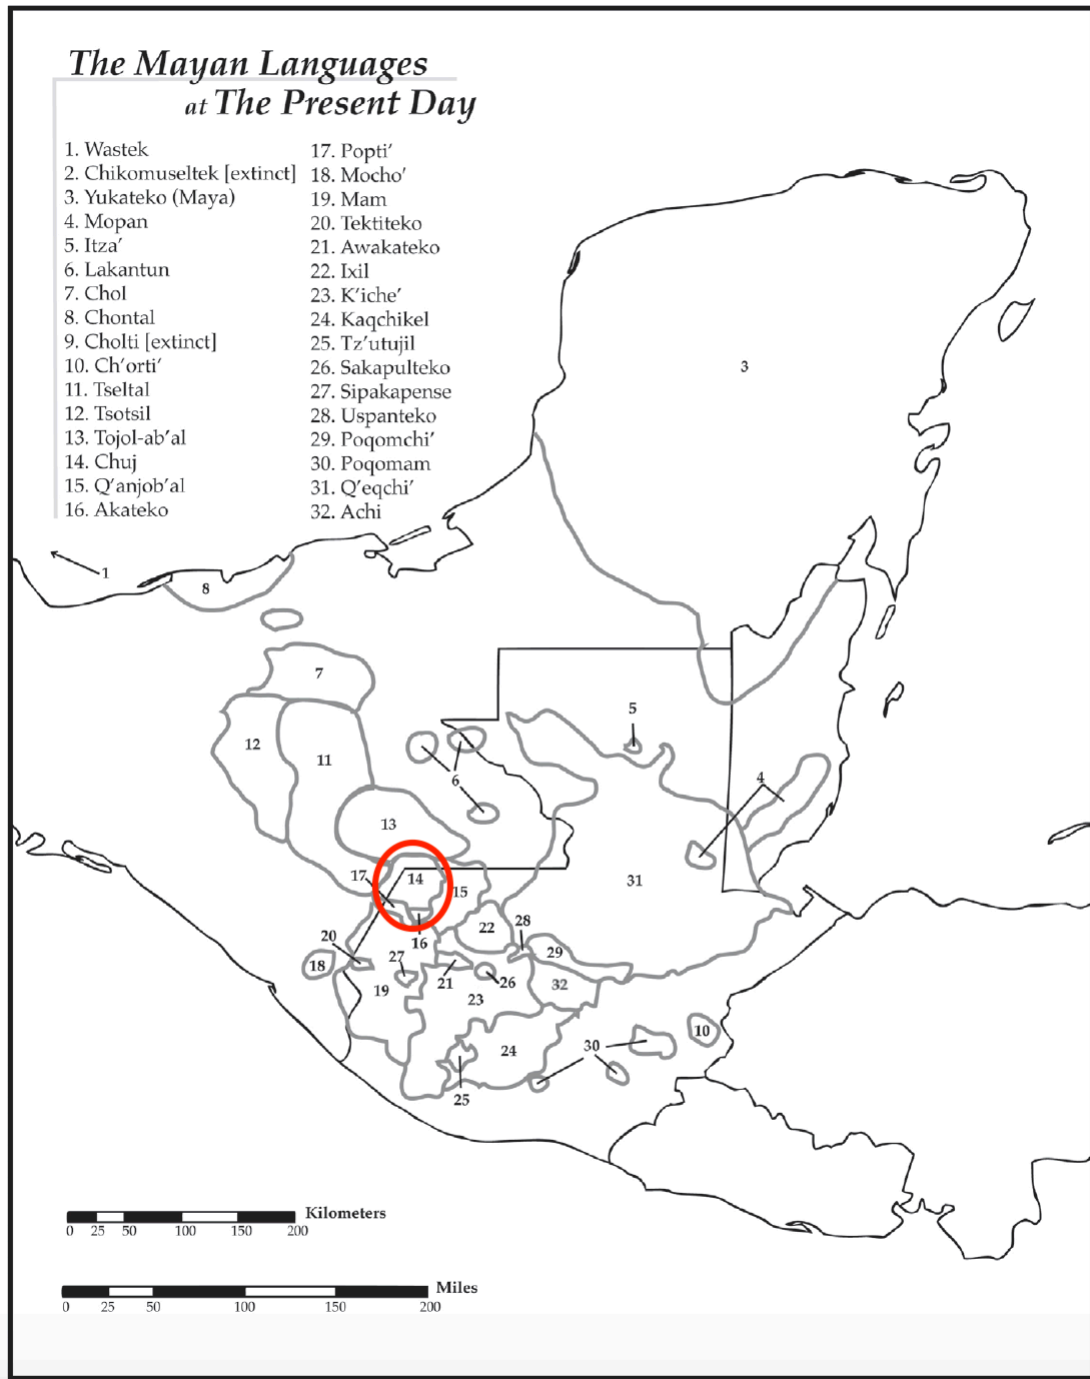 The Mayan Languages
at The Present Day
1. Wastek
2. Chikomuseltek [extinct]
3. Yukateko (Maya)
4. Mopan
5. Itza'
6. Lakantun
7. Chol
8. Chontal
9. Cholti [extinct]
10. Ch'orti'
11. Tseltal
12. Tsotsil
13. Tojol-ab'al
14. Chuj
15. Q'anjob'al
16. Akateko
17. Popti'
18. Mocho'
19. Mam
20. Tektiteko
21. Awakateko
22. Ixil
23. K'iche'
24. Kaqchikel
25. Tz'utujil
26. Sakapulteko
27. Sipakapense
28. Uspanteko
29. Poqomchi'
30. Poqomam
31. Q'eqchi'
32. Achi
3
1
8
7
5
12
11
6
4
13
17
14
15
31
22
28
20
16
27
29
18
19
21
26
32
23
10
24
30
25
Kilometers
0 25 50 100 150 200
Miles
0 25 50 100 150 200